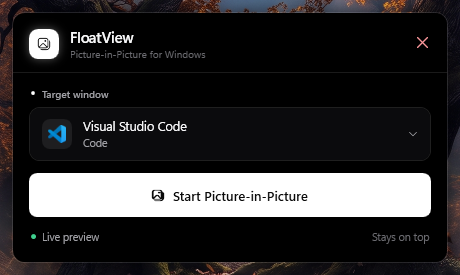 FloatView
Picture-in-Picture for Windows
Target window
Visual Studio Code
Code
Start Picture-in-Picture
Live preview
Stays on top